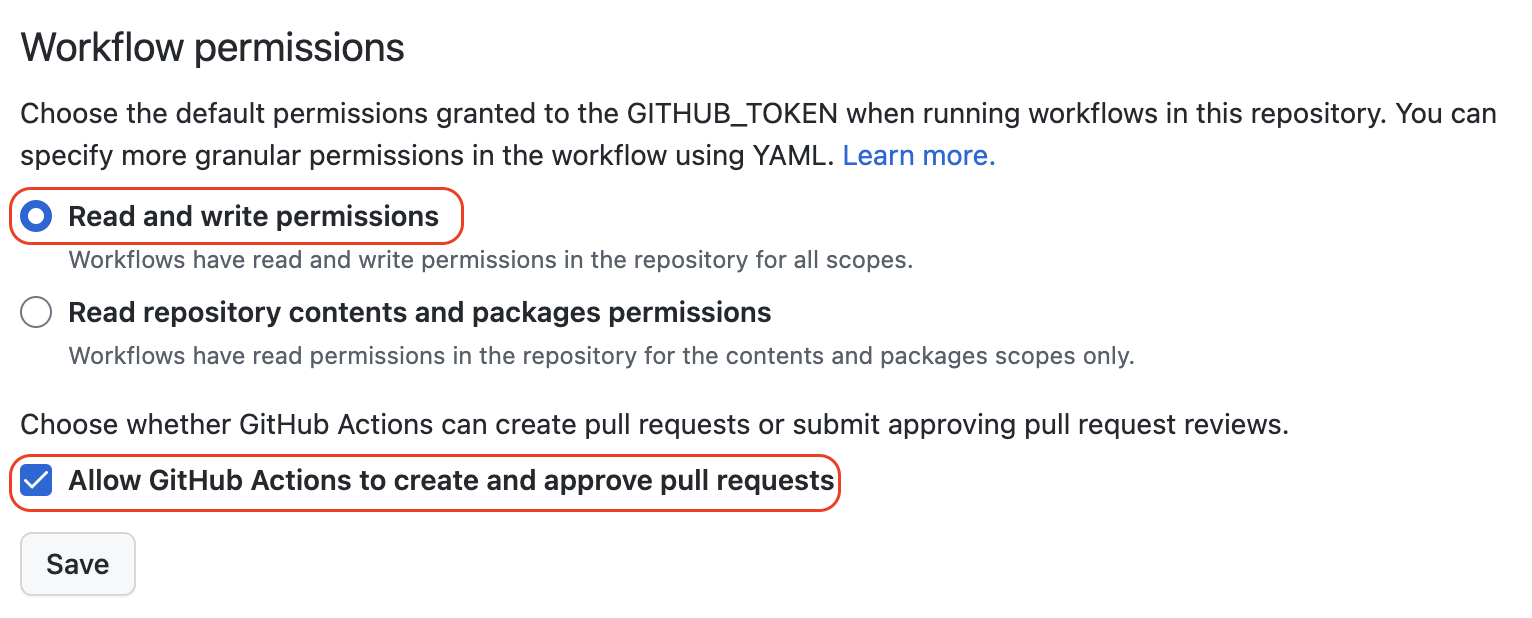 Workflow permissions
Choose the default permissions granted to the GITHUB_TOKEN when running workflows in this repository. You can
specify more granular permissions in the workflow using YAML. Learn more.
Read and write permissions
Workflows have read and write permissions in the repository for all scopes.
Read repository contents and packages permissions
Workflows have read permissions in the repository for the contents and packages scopes only.
Choose whether GitHub Actions can create pull requests or submit approving pull request reviews.
Allow GitHub Actions to create and approve pull requests
Save